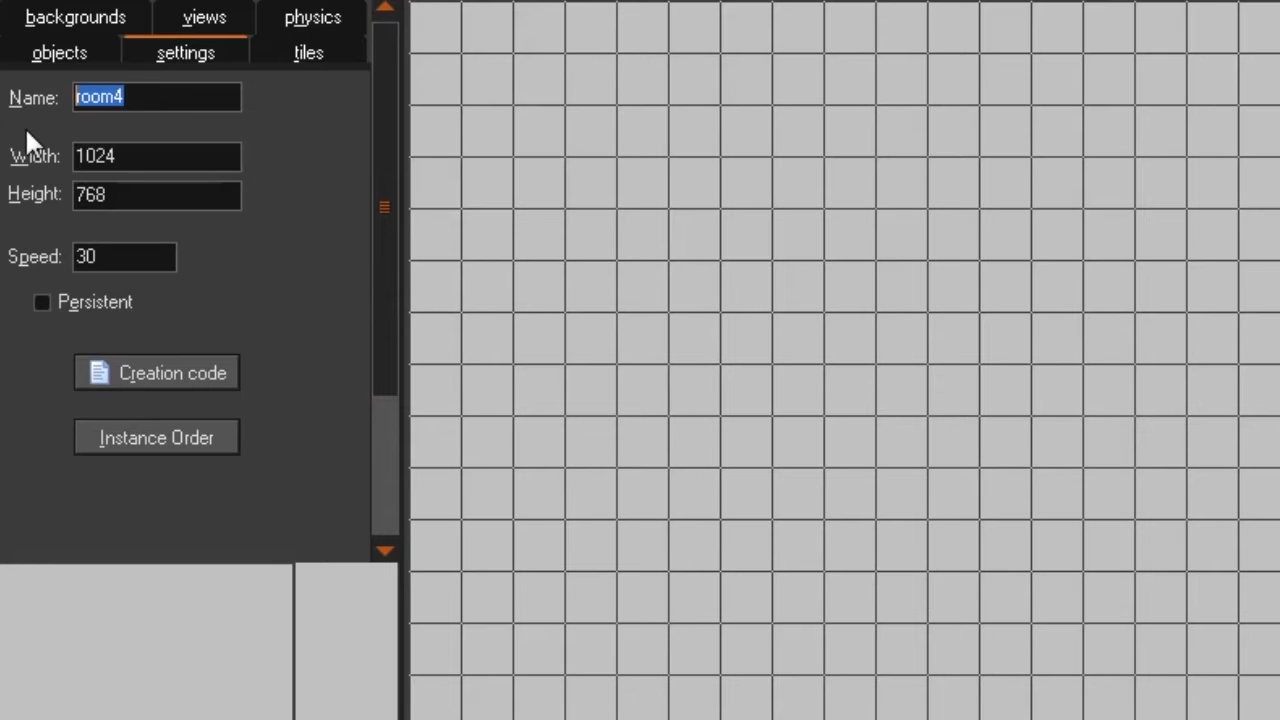 backgrounds views physics
objects settings tiles
Name: room4
Width: 1024
Height: 768
Speed: 30
Persistent
Creation code
Instance Order